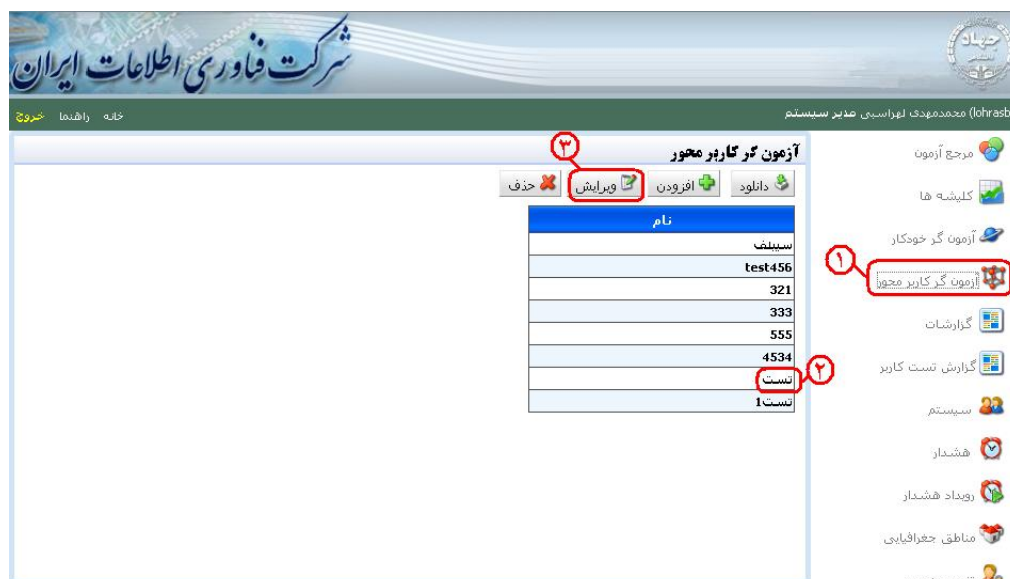 شرکت فناوری اطلاعات ایران
جهاد
خانه راهنما خروج
(lohrasb) محمدمهدی لهراسبی مدیر سیستم
مرجع آزمون
کلیشه ها
آزمون گر خودکار
آزمون گر کاربر محور
گزارشات
گزارش تست کاربر
سیستم
هشدار
رویداد هشدار
مناطق جغرافیایی
آزمون گر کاربر محور
دانلود افزودن ویرایش حذف
نام
سیبلف
test456
321
333
555
4534
تست
تست1
۱
۲
۳